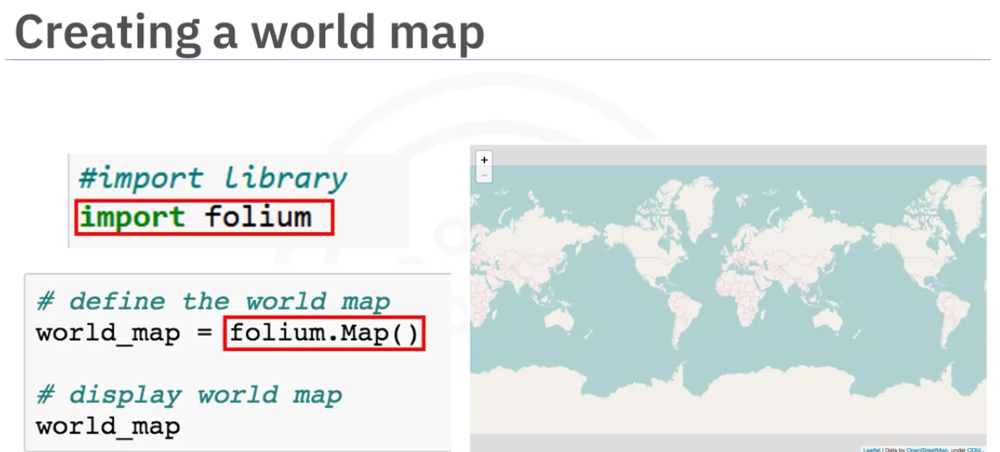 Creating a world map
#import library
import folium
# define the world map
world_map = folium.Map()
# display world map
world_map
+
-
Leaflet | Data by OpenStreetMap, under ODbL.